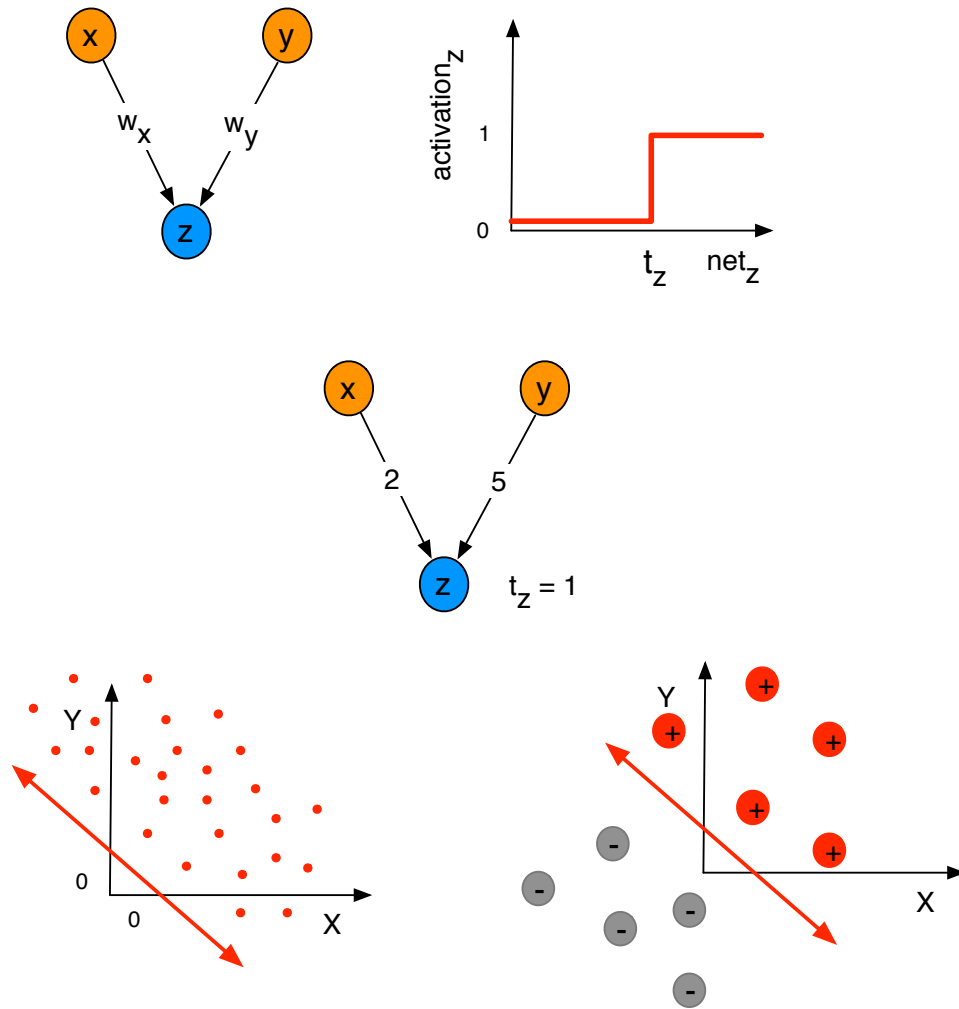 x
y
w_x
w_y
z
activation_z
1
0
t_z
net_z
x
y
2
5
z
t_z = 1
Y
0
0
X
Y
+
+
+
+
+
-
-
-
-
-
X